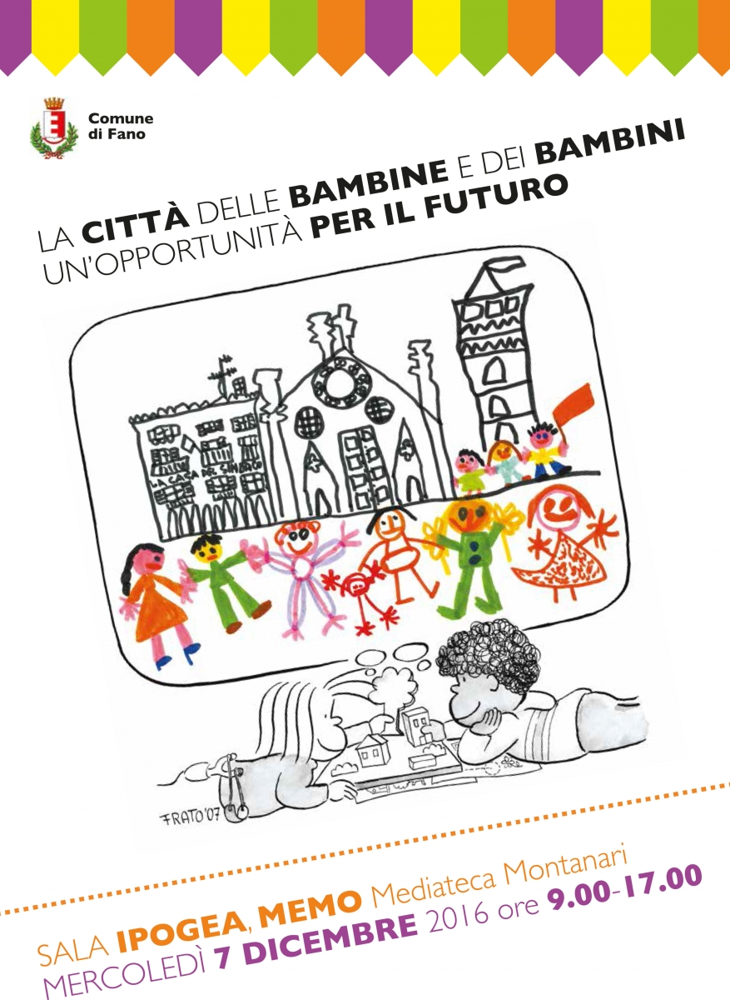 Comune
di Fano
LA CITTÀ DELLE BAMBINE E DEI BAMBINI
UN'OPPORTUNITÀ PER IL FUTURO
LA CASA DEL SINDACO
FRATO '07
SALA IPOGEA, MEMO Mediateca Montanari
MERCOLEDÌ 7 DICEMBRE 2016 ore 9.00-17.00